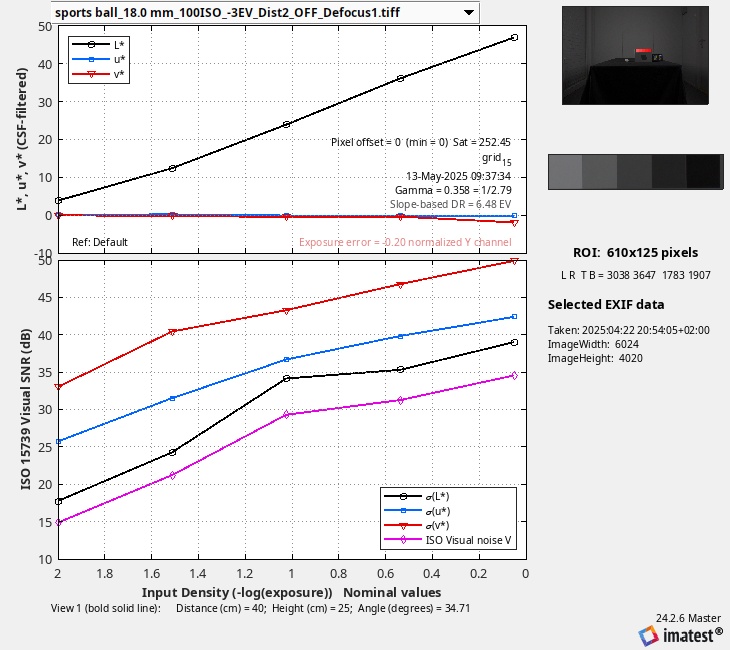 sports ball_18.0 mm_100ISO_-3EV_Dist2_OFF_Defocus1.tiff
L*, u*, v* (CSF-filtered)
50
40
30
20
10
0
-10
L*
u*
v*
Pixel offset = 0 (min = 0) Sat = 252.45
grid15
13-May-2025 09:37:34
Gamma = 0.358 = 1/2.79
Slope-based DR = 6.48 EV
Ref: Default
Exposure error = -0.20 normalized Y channel
ISO 15739 Visual SNR (dB)
50
45
40
35
30
25
20
15
10
σ(L*)
σ(u*)
σ(v*)
ISO Visual noise V
2 1.8 1.6 1.4 1.2 1 0.8 0.6 0.4 0.2 0
Input Density (-log(exposure)) Nominal values
View 1 (bold solid line): Distance (cm) = 40; Height (cm) = 25; Angle (degrees) = 34.71
ROI: 610x125 pixels
L R T B = 3038 3647 1783 1907
Selected EXIF data
Taken: 2025:04:22 20:54:05+02:00
ImageWidth: 6024
ImageHeight: 4020
24.2.6 Master
imatest®